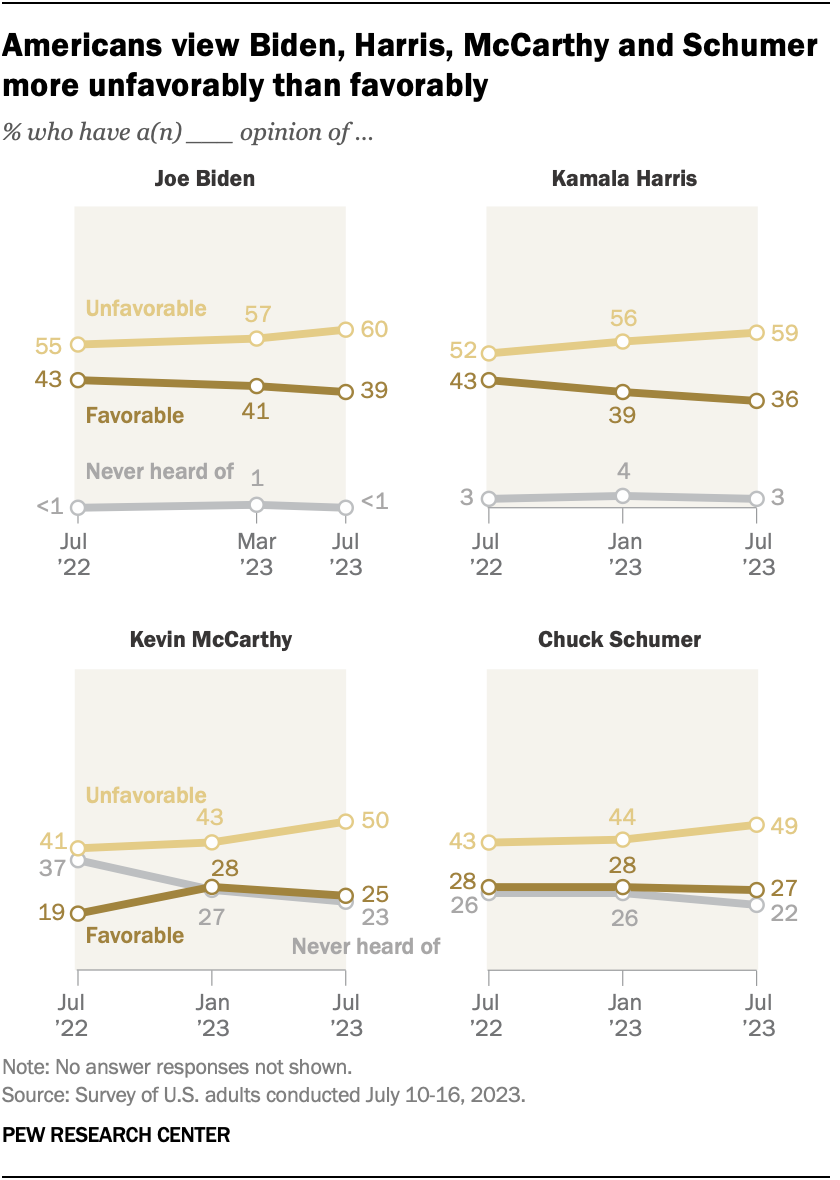 Americans view Biden, Harris, McCarthy and Schumer
more unfavorably than favorably
% who have a(n) ____ opinion of ...
Joe Biden
Unfavorable
55
57
60
43
41
39
Favorable
Never heard of
<1
1
<1
Jul
’22
Mar
’23
Jul
’23
Kamala Harris
52
56
59
43
39
36
3
4
3
Jul
’22
Jan
’23
Jul
’23
Kevin McCarthy
Unfavorable
41
43
50
37
28
25
19
27
23
Favorable
Never heard of
Jul
’22
Jan
’23
Jul
’23
Chuck Schumer
43
44
49
28
28
27
26
26
22
Jul
’22
Jan
’23
Jul
’23
Note: No answer responses not shown.
Source: Survey of U.S. adults conducted July 10-16, 2023.
PEW RESEARCH CENTER